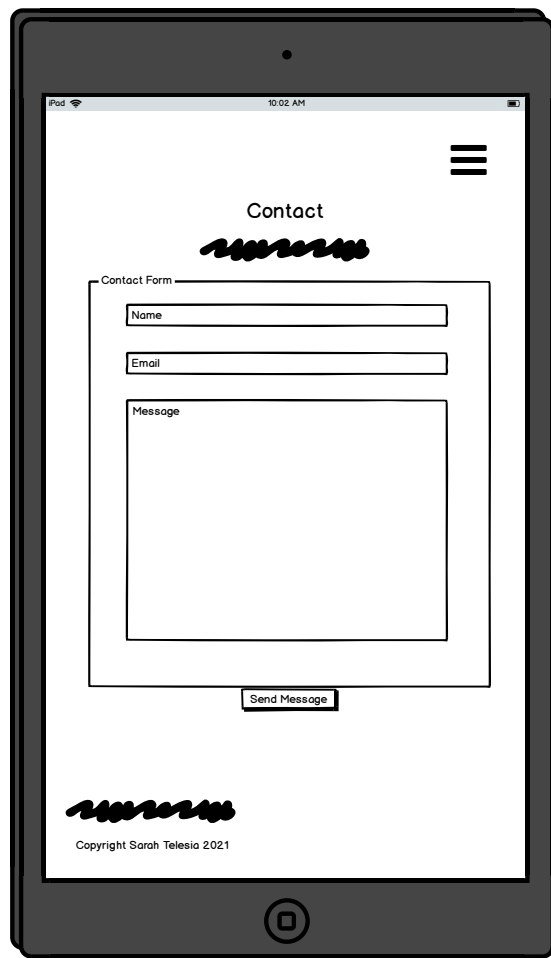 iPad 10:02 AM
Contact
Contact Form
Name
Email
Message
Send Message
Copyright Sarah Telesia 2021